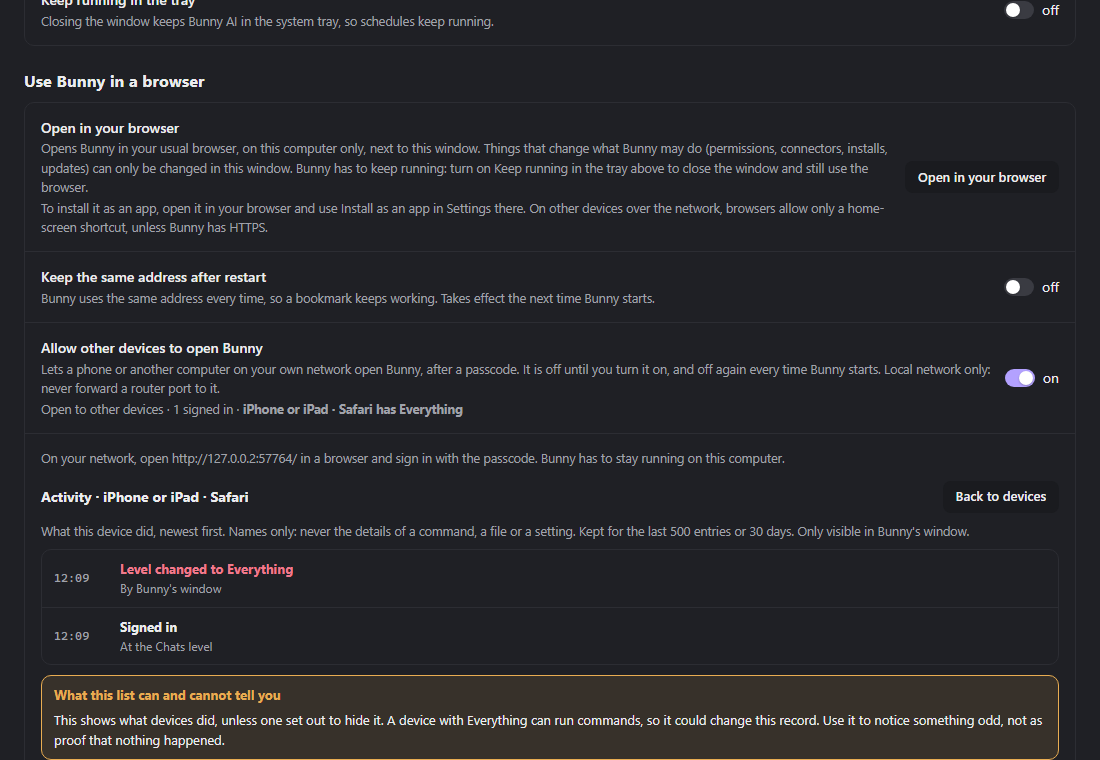 Keep running in the tray
Closing the window keeps Bunny AI in the system tray, so schedules keep running.
off
Use Bunny in a browser
Open in your browser
Opens Bunny in your usual browser, on this computer only, next to this window. Things that change what Bunny may do (permissions, connectors, installs,
updates) can only be changed in this window. Bunny has to keep running: turn on Keep running in the tray above to close the window and still use the
browser.
To install it as an app, open it in your browser and use Install as an app in Settings there. On other devices over the network, browsers allow only a home-
screen shortcut, unless Bunny has HTTPS.
Open in your browser
Keep the same address after restart
Bunny uses the same address every time, so a bookmark keeps working. Takes effect the next time Bunny starts.
off
Allow other devices to open Bunny
Lets a phone or another computer on your own network open Bunny, after a passcode. It is off until you turn it on, and off again every time Bunny starts. Local network only:
never forward a router port to it.
Open to other devices · 1 signed in · iPhone or iPad · Safari has Everything
on
On your network, open http://127.0.0.2:57764/ in a browser and sign in with the passcode. Bunny has to stay running on this computer.
Activity · iPhone or iPad · Safari
Back to devices
What this device did, newest first. Names only: never the details of a command, a file or a setting. Kept for the last 500 entries or 30 days. Only visible in Bunny's window.
12:09
Level changed to Everything
By Bunny's window
12:09
Signed in
At the Chats level
What this list can and cannot tell you
This shows what devices did, unless one set out to hide it. A device with Everything can run commands, so it could change this record. Use it to notice something odd, not as
proof that nothing happened.